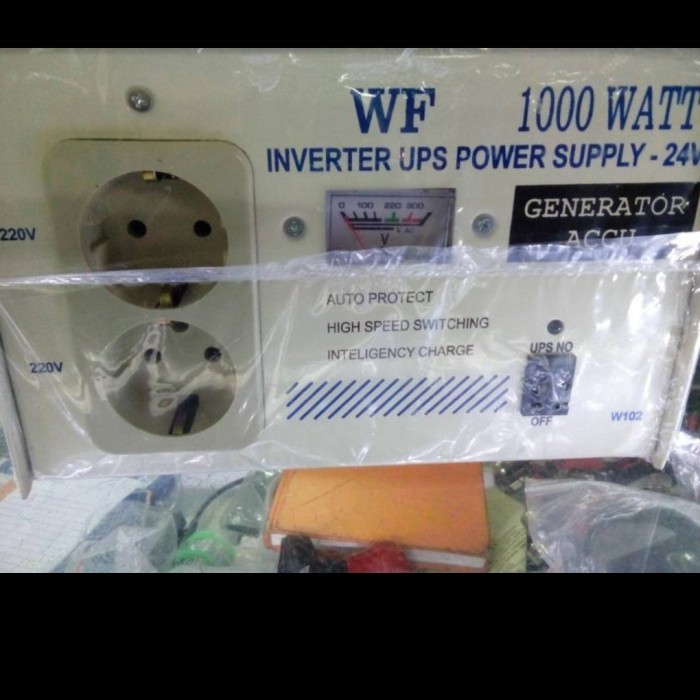 WF 1000 WATT
INVERTER UPS POWER SUPPLY - 24V
220V
0 100 220 300
V AC
V
GENERATOR
ACCU
AUTO PROTECT
HIGH SPEED SWITCHING
INTELIGENCY CHARGE
220V
UPS NO
OFF
W102